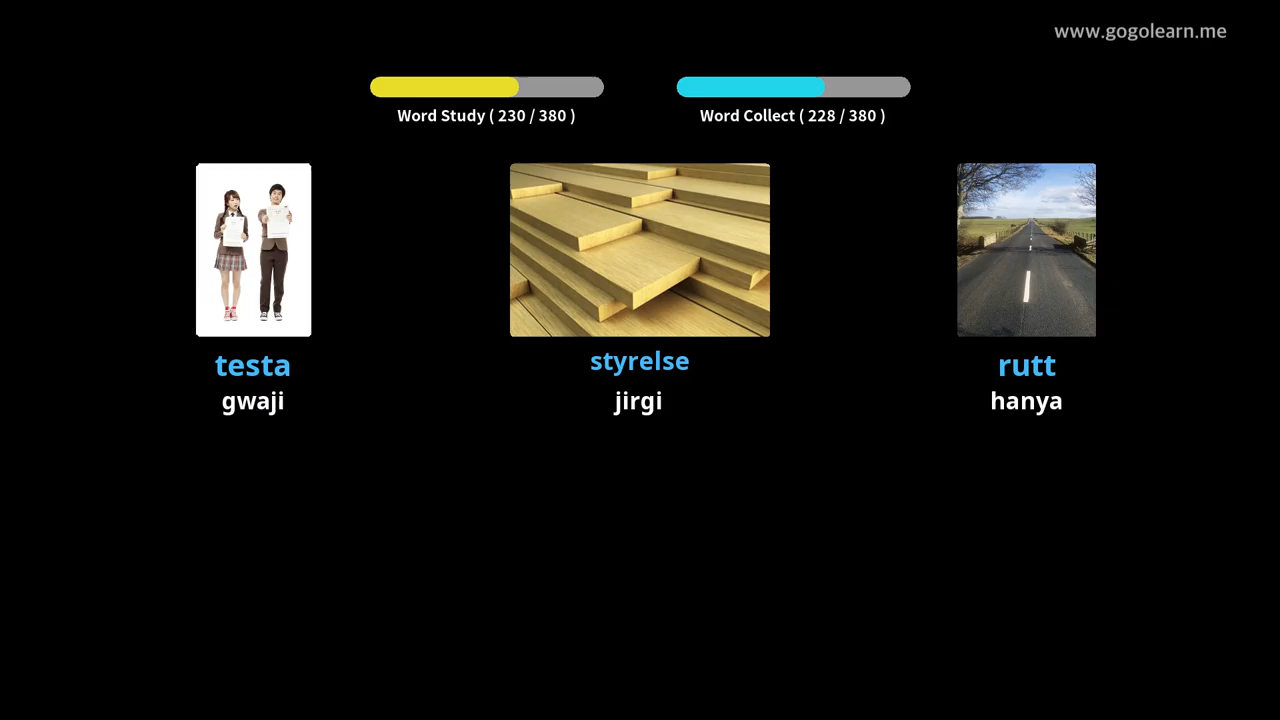 www.gogolearn.me
Word Study ( 230 / 380 )
Word Collect ( 228 / 380 )
testa
gwaji
styrelse
jirgi
rutt
hanya